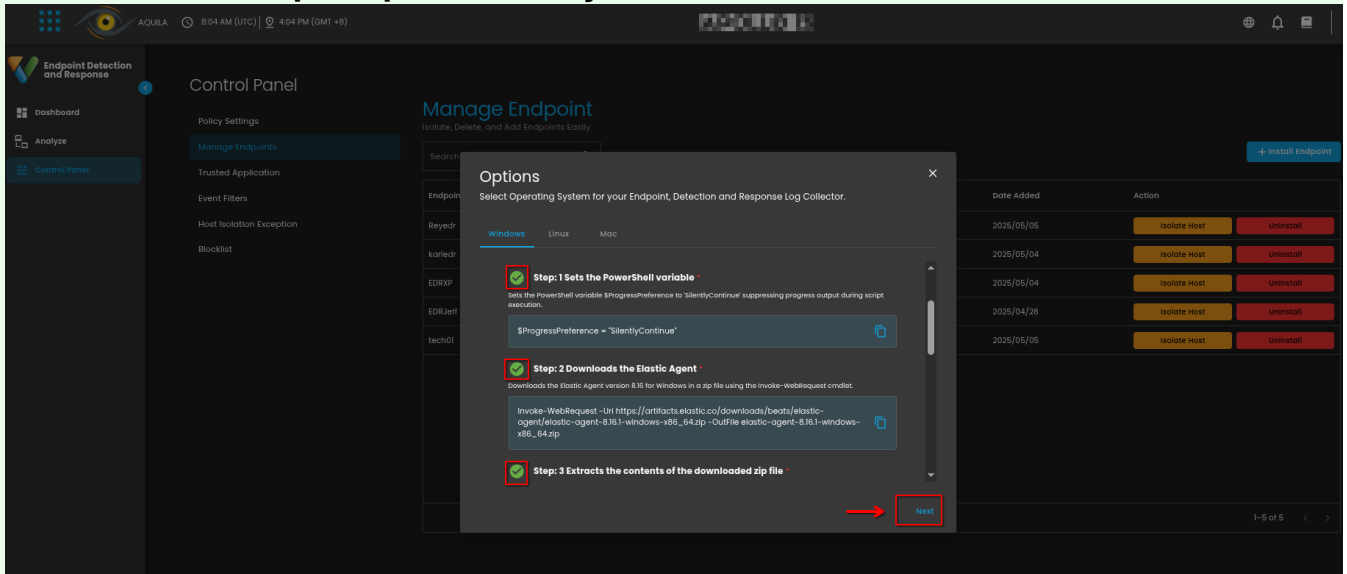 AQUILA 8:04 AM (UTC) 4:04 PM (GMT +8)
Endpoint Detection
and Response
Dashboard
Analyze
Control Panel
Control Panel
Policy Settings
Manage Endpoints
Trusted Application
Event Filters
Host Isolation Exception
Blocklist
Manage Endpoint
Isolate, Delete, and Add Endpoints Easily
Search
+ Install Endpoint
Endpoin Date Added Action
Reyedr 2025/05/05 Isolate Host Uninstall
karledr 2025/05/04 Isolate Host Uninstall
EDRXP 2025/05/04 Isolate Host Uninstall
EDRJeff 2025/04/28 Isolate Host Uninstall
tech01 2025/05/05 Isolate Host Uninstall
1–5 of 5
Options
Select Operating System for your Endpoint, Detection and Response Log Collector.
Windows Linux Mac
Step: 1 Sets the PowerShell variable *
Sets the PowerShell variable $ProgressPreference to 'SilentlyContinue' suppressing progress output during script
execution.
$ProgressPreference = "SilentlyContinue"
Step: 2 Downloads the Elastic Agent *
Downloads the Elastic Agent version 8.16 for Windows in a zip file using the Invoke-WebRequest cmdlet.
Invoke-WebRequest -Uri https://artifacts.elastic.co/downloads/beats/elastic-
agent/elastic-agent-8.16.1-windows-x86_64.zip -OutFile elastic-agent-8.16.1-windows-
x86_64.zip
Step: 3 Extracts the contents of the downloaded zip file *
Next